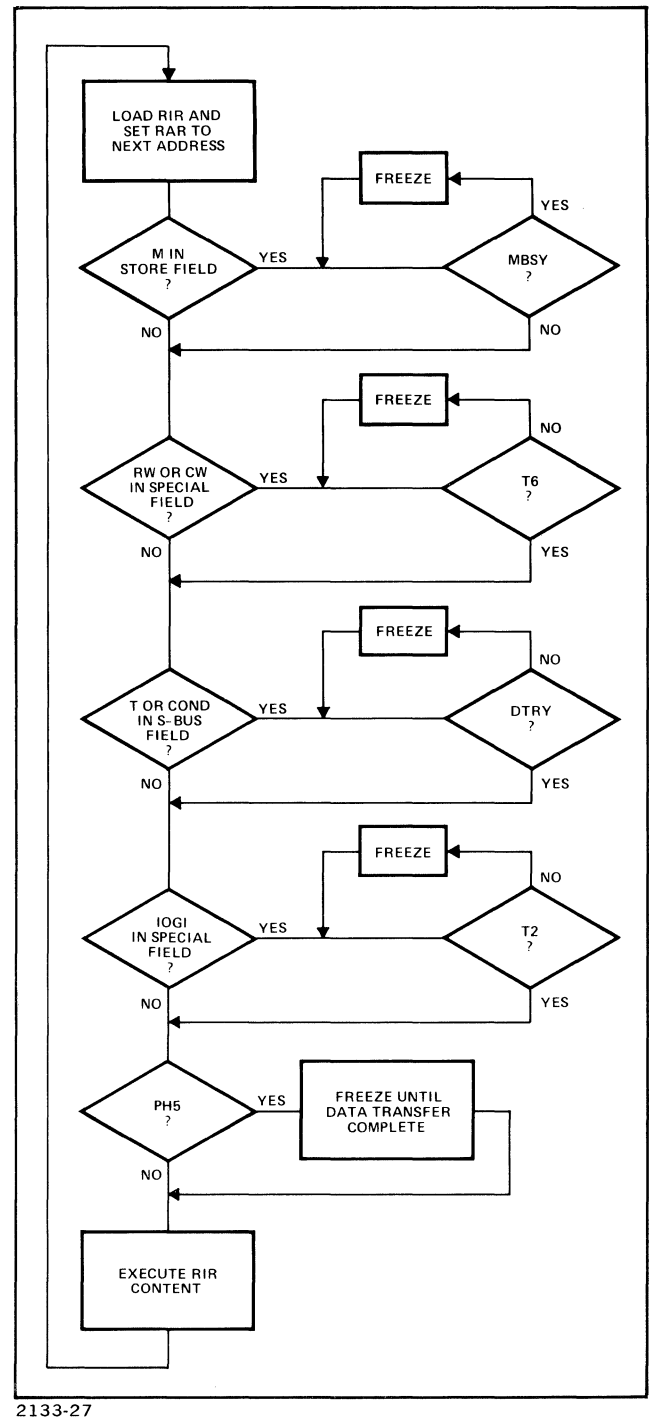 LOAD RIR AND
SET RAR TO
NEXT ADDRESS
FREEZE
YES
M IN
STORE FIELD
?
YES
MBSY
?
NO
NO
FREEZE
NO
RW OR CW
IN SPECIAL
FIELD
?
YES
T6
?
NO
YES
FREEZE
NO
T OR COND
IN S-BUS
FIELD
?
YES
DTRY
?
NO
YES
FREEZE
NO
IOGI
IN SPECIAL
FIELD
?
YES
T2
?
NO
YES
PH5
?
YES
FREEZE UNTIL
DATA TRANSFER
COMPLETE
NO
EXECUTE RIR
CONTENT
2133-27